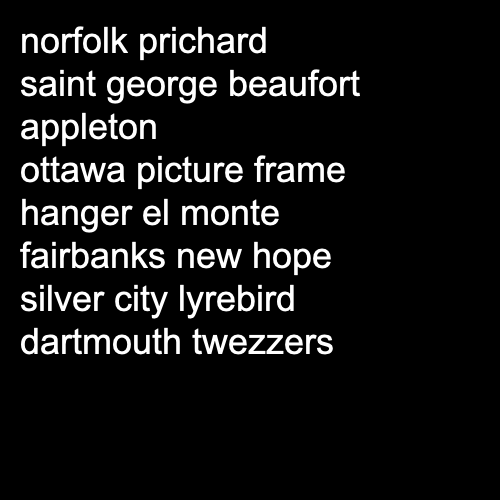 norfolk prichard
saint george beaufort
appleton
ottawa picture frame
hanger el monte
fairbanks new hope
silver city lyrebird
dartmouth twezzers